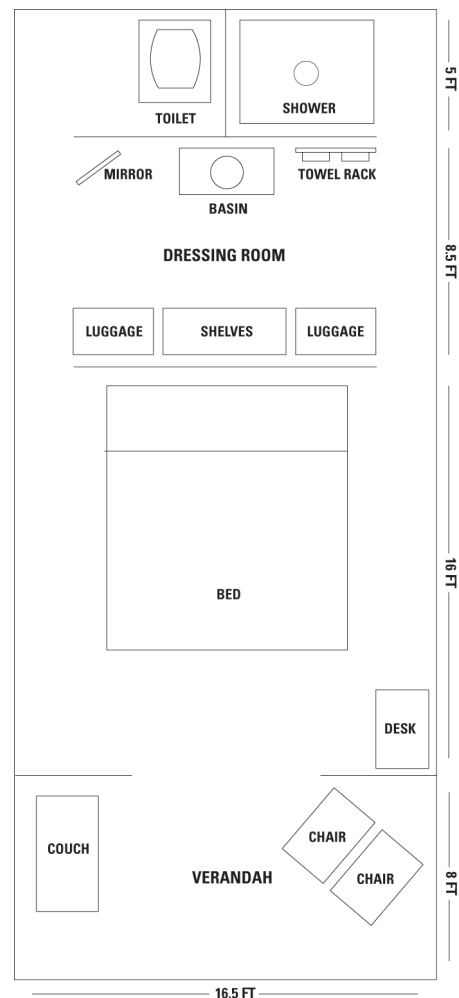 TOILET
SHOWER
5 FT
MIRROR
TOWEL RACK
BASIN
DRESSING ROOM
8.5 FT
LUGGAGE
SHELVES
LUGGAGE
BED
16 FT
DESK
COUCH
CHAIR
CHAIR
VERANDAH
8 FT
16.5 FT